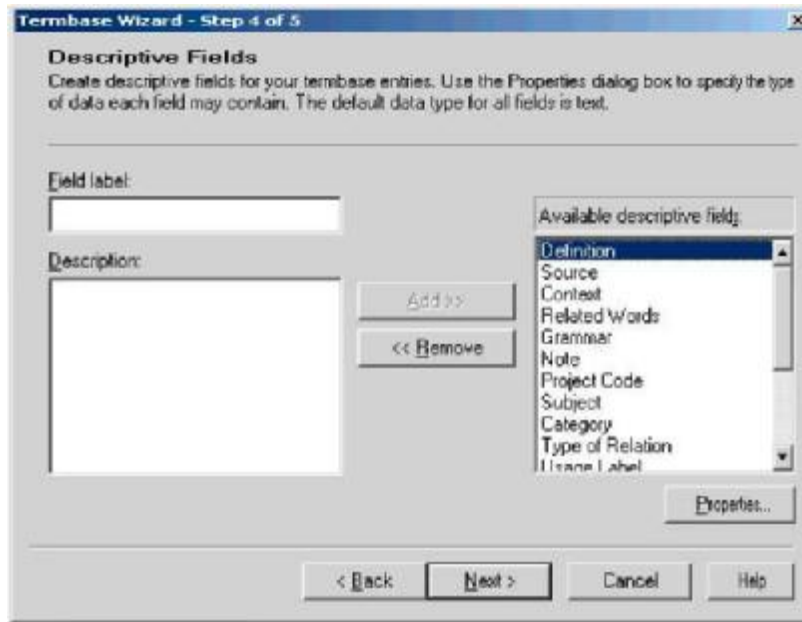 Termbase Wizard - Step 4 of 5
Descriptive Fields
Create descriptive fields for your termbase entries. Use the Properties dialog box to specify the type
of data each field may contain. The default data type for all fields is text.
Field label:
Description:
Add >>
<< Remove
Available descriptive fields:
Definition
Source
Context
Related Words
Grammar
Note
Project Code
Subject
Category
Type of Relation
Usage Label
Properties...
< Back
Next >
Cancel
Help